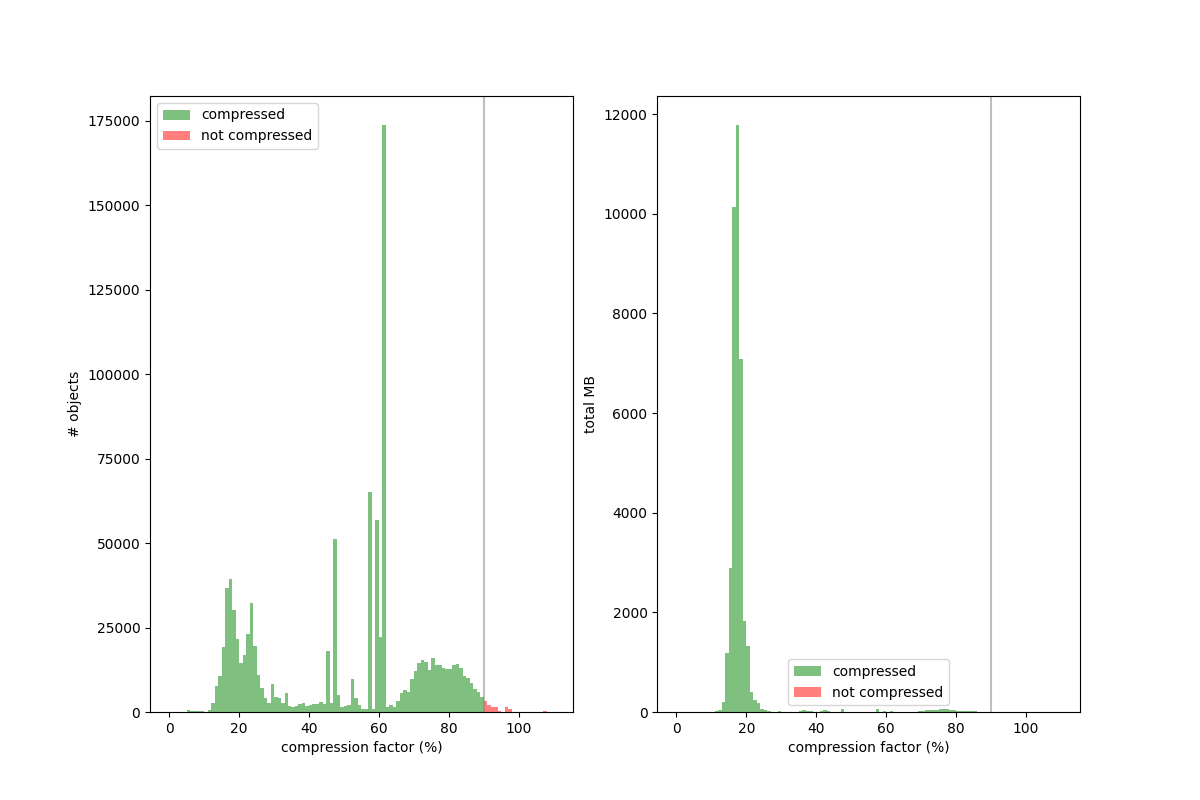 compressed
not compressed
175000
150000
125000
100000
75000
50000
25000
0
# objects
0 20 40 60 80 100
compression factor (%)
12000
10000
8000
6000
4000
2000
0
total MB
compressed
not compressed
0 20 40 60 80 100
compression factor (%)